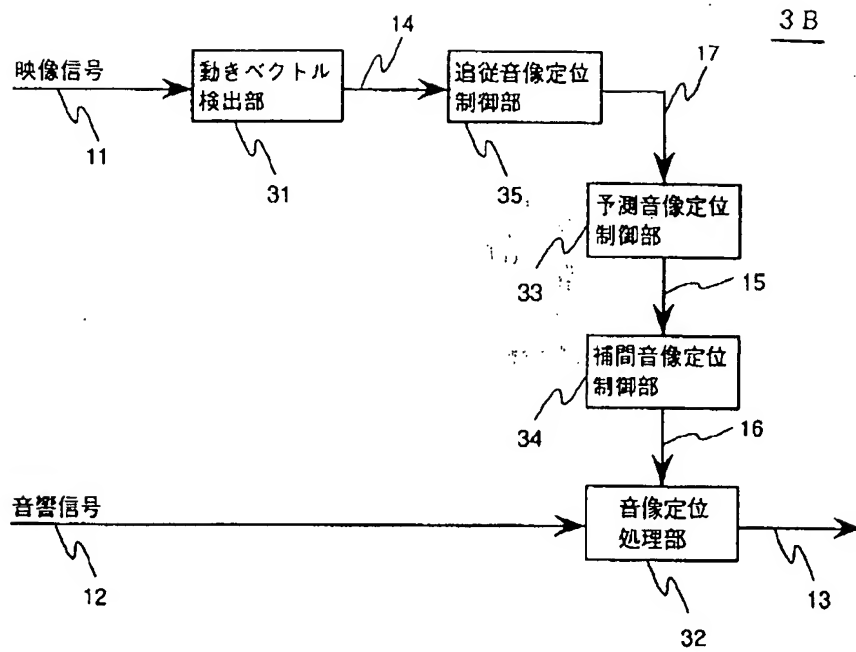 3B
映像信号
11
動きベクトル
検出部
31
14
追従音像定位
制御部
35
17
予測音像定位
制御部
33
15
補間音像定位
制御部
34
16
音響信号
12
音像定位
処理部
32
13